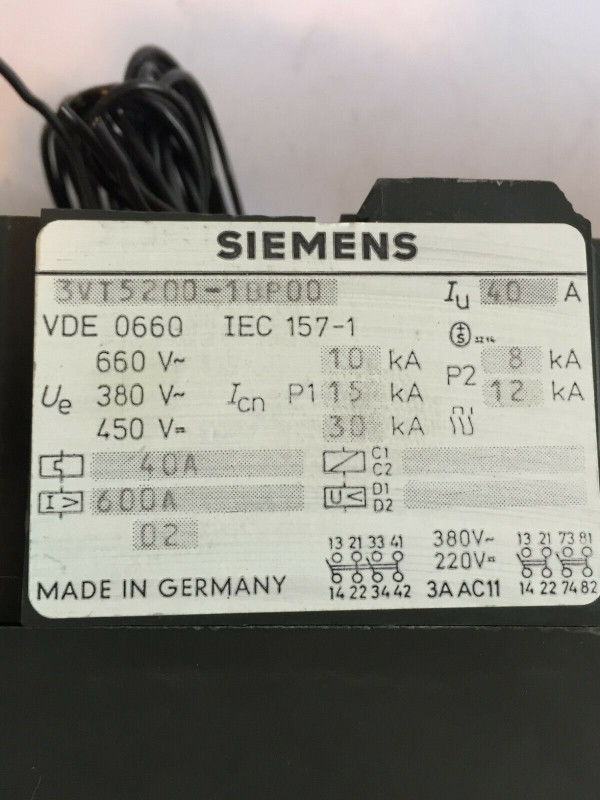 SIEMENS
3VT5200-1BP00 Iu 40 A
VDE 0660 IEC 157-1
660 V~ 10 kA 8 kA
Ue 380 V~ Icn P1 15 kA P2 12 kA
450 V= 30 kA
40A C1 C2
I> 600A U< D1 D2
02
13 21 33 41 380V~ 13 21 73 81
220V=
MADE IN GERMANY 14 22 34 42 3A AC11 14 22 74 82